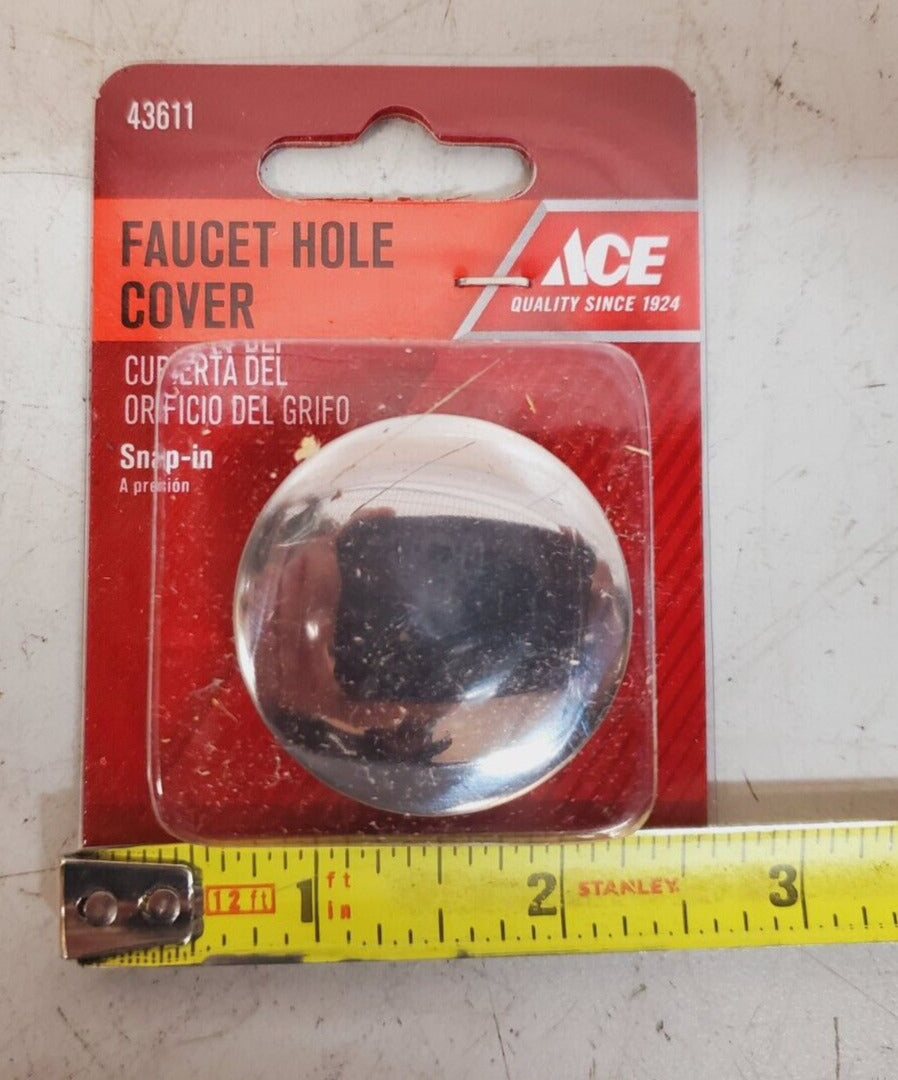 43611
FAUCET HOLE
COVER
ACE
QUALITY SINCE 1924
CUBIERTA DEL
ORIFICIO DEL GRIFO
Snap-in
A presión
12 ft 1 ft 2 STANLEY 3
in